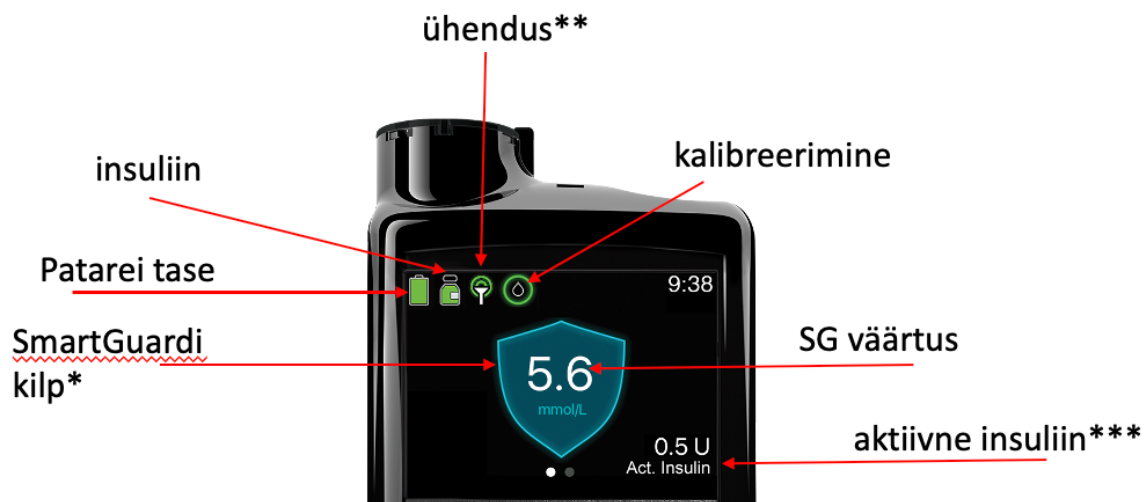 ühendus**
insuliin
kalibreerimine
Patarei tase
9:38
SmartGuardi
kilp*
5.6
mmol/L
SG väärtus
0.5 U
Act. Insulin
aktiivne insuliin***